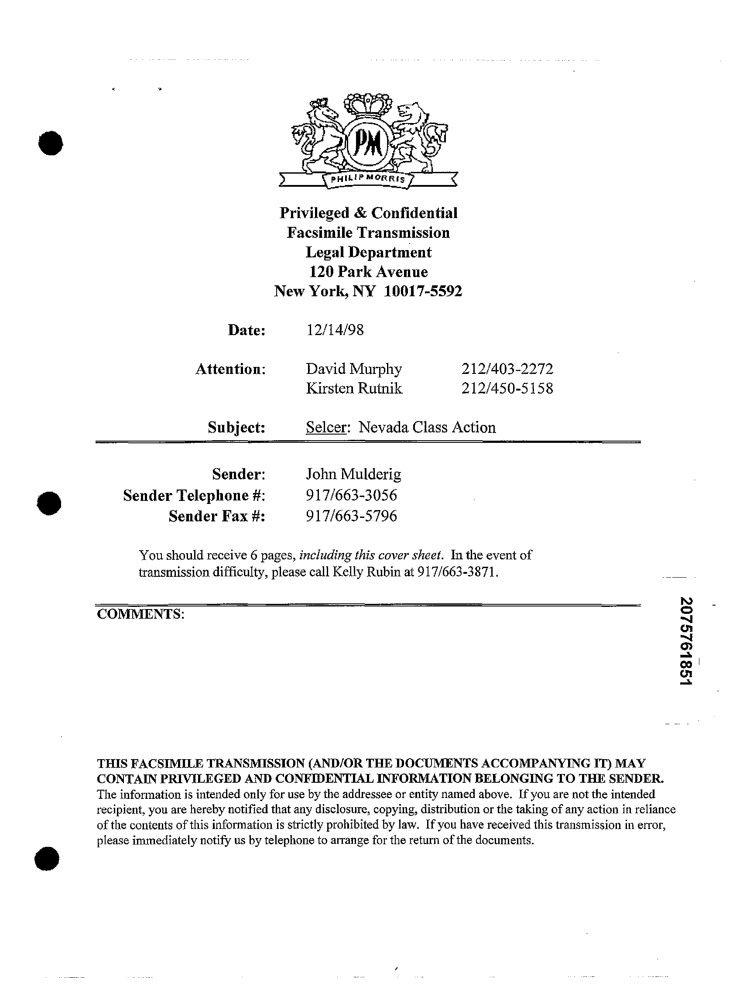 PM
PHILIP MORRIS
Privileged & Confidential
Facsimile Transmission
Legal Department
120 Park Avenue
New York, NY 10017-5592
Date: 12/14/98
Attention: David Murphy 212/403-2272
Kirsten Rutnik 212/450-5158
Subject: Selcer: Nevada Class Action
Sender: John Mulderig
Sender Telephone #: 917/663-3056
Sender Fax #: 917/663-5796
You should receive 6 pages, including this cover sheet. In the event of
transmission difficulty, please call Kelly Rubin at 917/663-3871.
COMMENTS:
2075761851
THIS FACSIMILE TRANSMISSION (AND/OR THE DOCUMENTS ACCOMPANYING IT) MAY
CONTAIN PRIVILEGED AND CONFIDENTIAL INFORMATION BELONGING TO THE SENDER.
The information is intended only for use by the addressee or entity named above. If you are not the intended
recipient, you are hereby notified that any disclosure, copying, distribution or the taking of any action in reliance
of the contents of this information is strictly prohibited by law. If you have received this transmission in error,
please immediately notify us by telephone to arrange for the return of the documents.